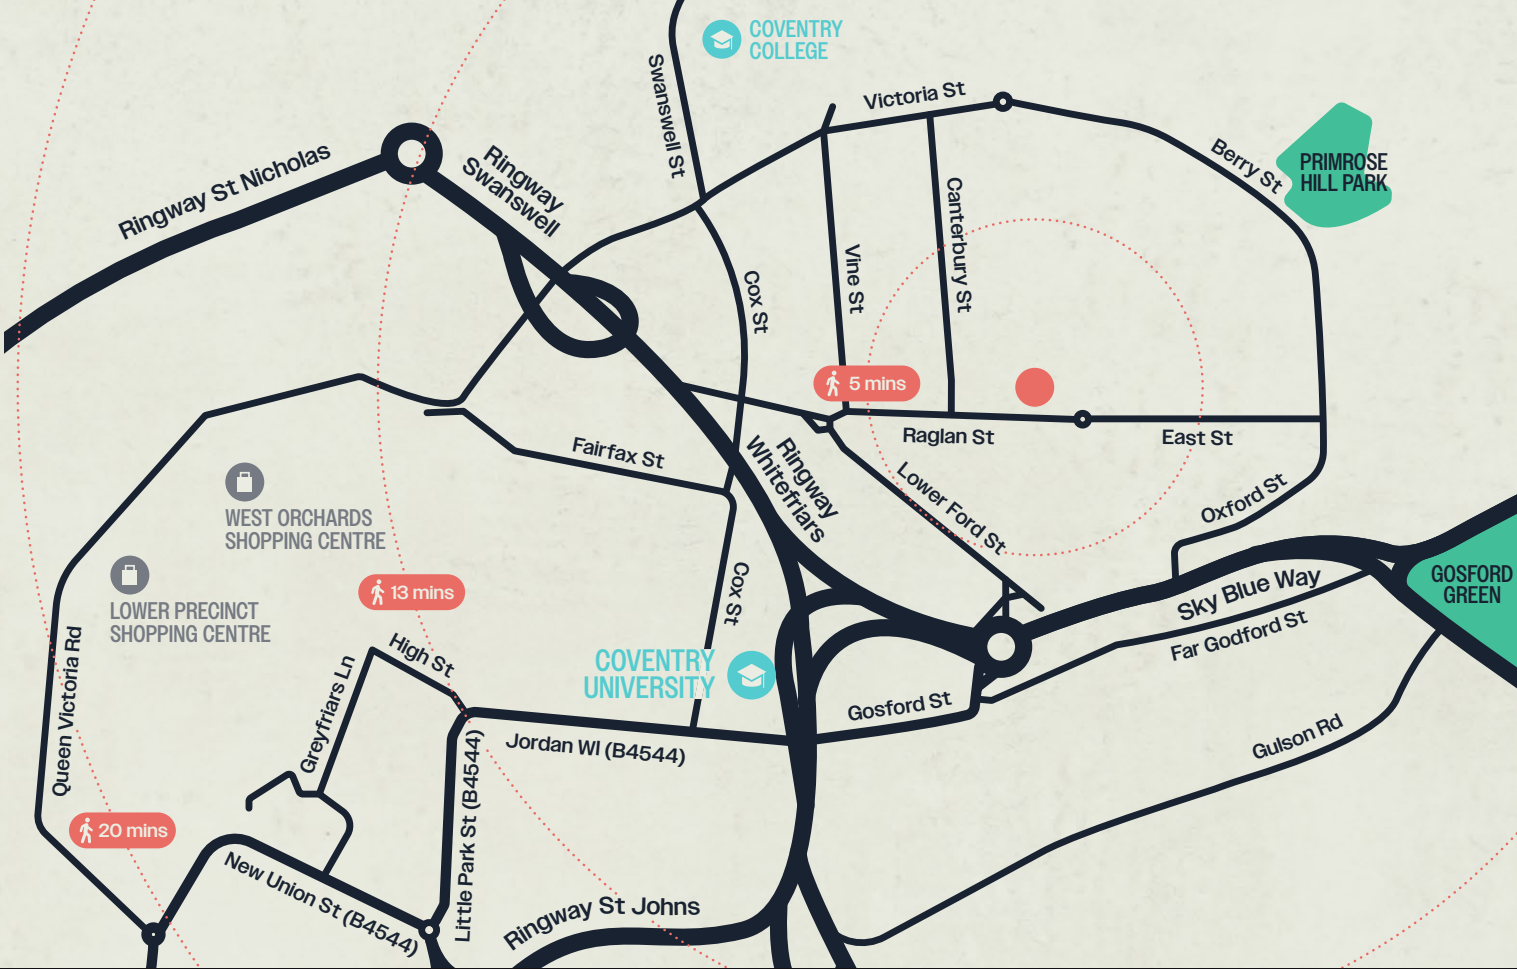 COVENTRY
COLLEGE
Swanswell St
Victoria St
Berry St
PRIMROSE
HILL PARK
Ringway St Nicholas
Ringway
Swanswell
Cox St
Vine St
Canterbury St
5 mins
Raglan St
East St
Fairfax St
Ringway
Whitefriars
Lower Ford St
Oxford St
WEST ORCHARDS
SHOPPING CENTRE
LOWER PRECINCT
SHOPPING CENTRE
13 mins
Cox St
Sky Blue Way
Far Godford St
GOSFORD
GREEN
Queen Victoria Rd
High St
Greyfriars Ln
COVENTRY
UNIVERSITY
Gosford St
Gulson Rd
Jordan Wl (B4544)
Little Park St (B4544)
20 mins
New Union St (B4544)
Ringway St Johns